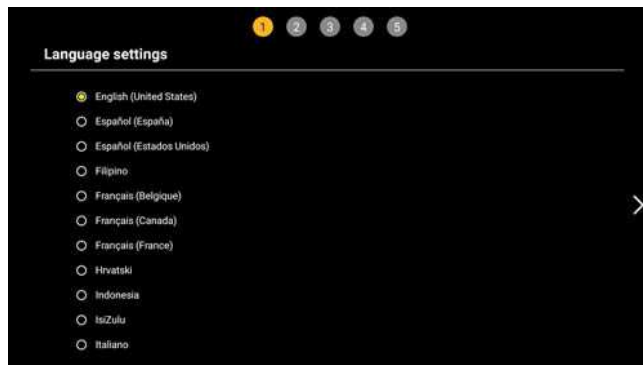 1 2 3 4 5
Language settings
English (United States)
Español (España)
Español (Estados Unidos)
Filipino
Français (Belgique)
Français (Canada)
Français (France)
Hrvatski
Indonesia
IsiZulu
Italiano